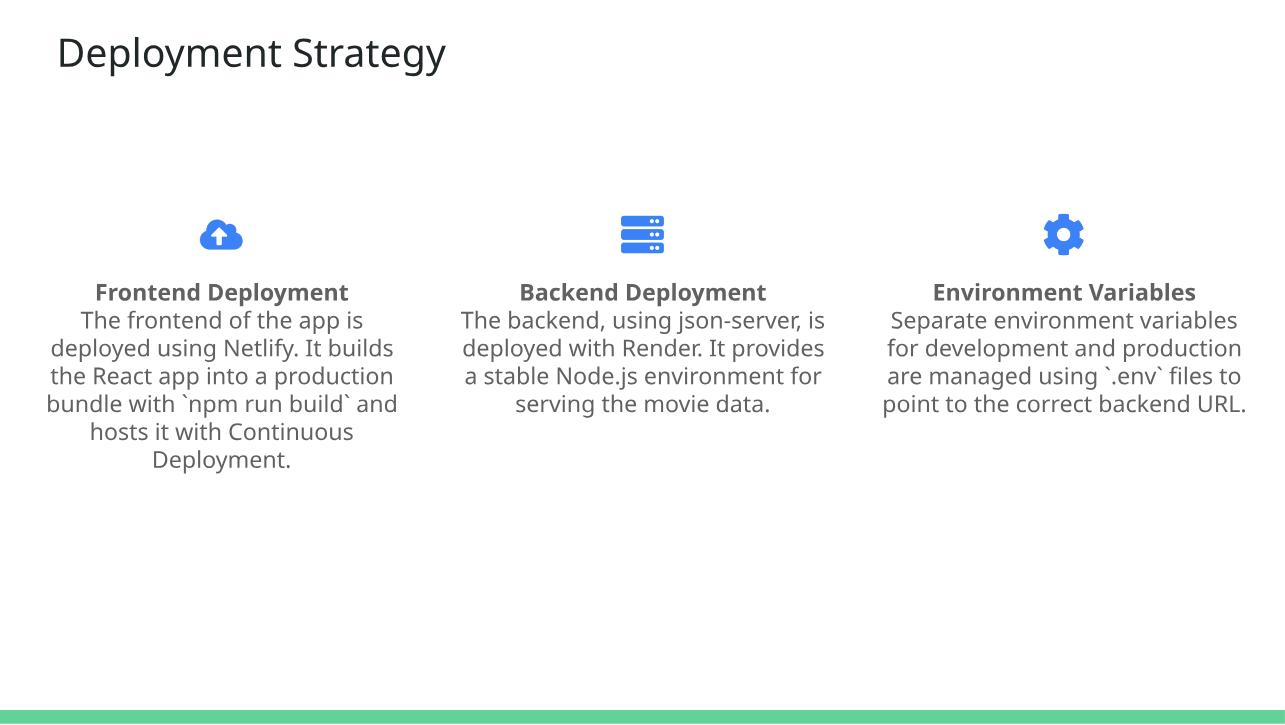 Deployment Strategy
Frontend Deployment
The frontend of the app is
deployed using Netlify. It builds
the React app into a production
bundle with `npm run build` and
hosts it with Continuous
Deployment.
Backend Deployment
The backend, using json-server, is
deployed with Render. It provides
a stable Node.js environment for
serving the movie data.
Environment Variables
Separate environment variables
for development and production
are managed using `.env` files to
point to the correct backend URL.